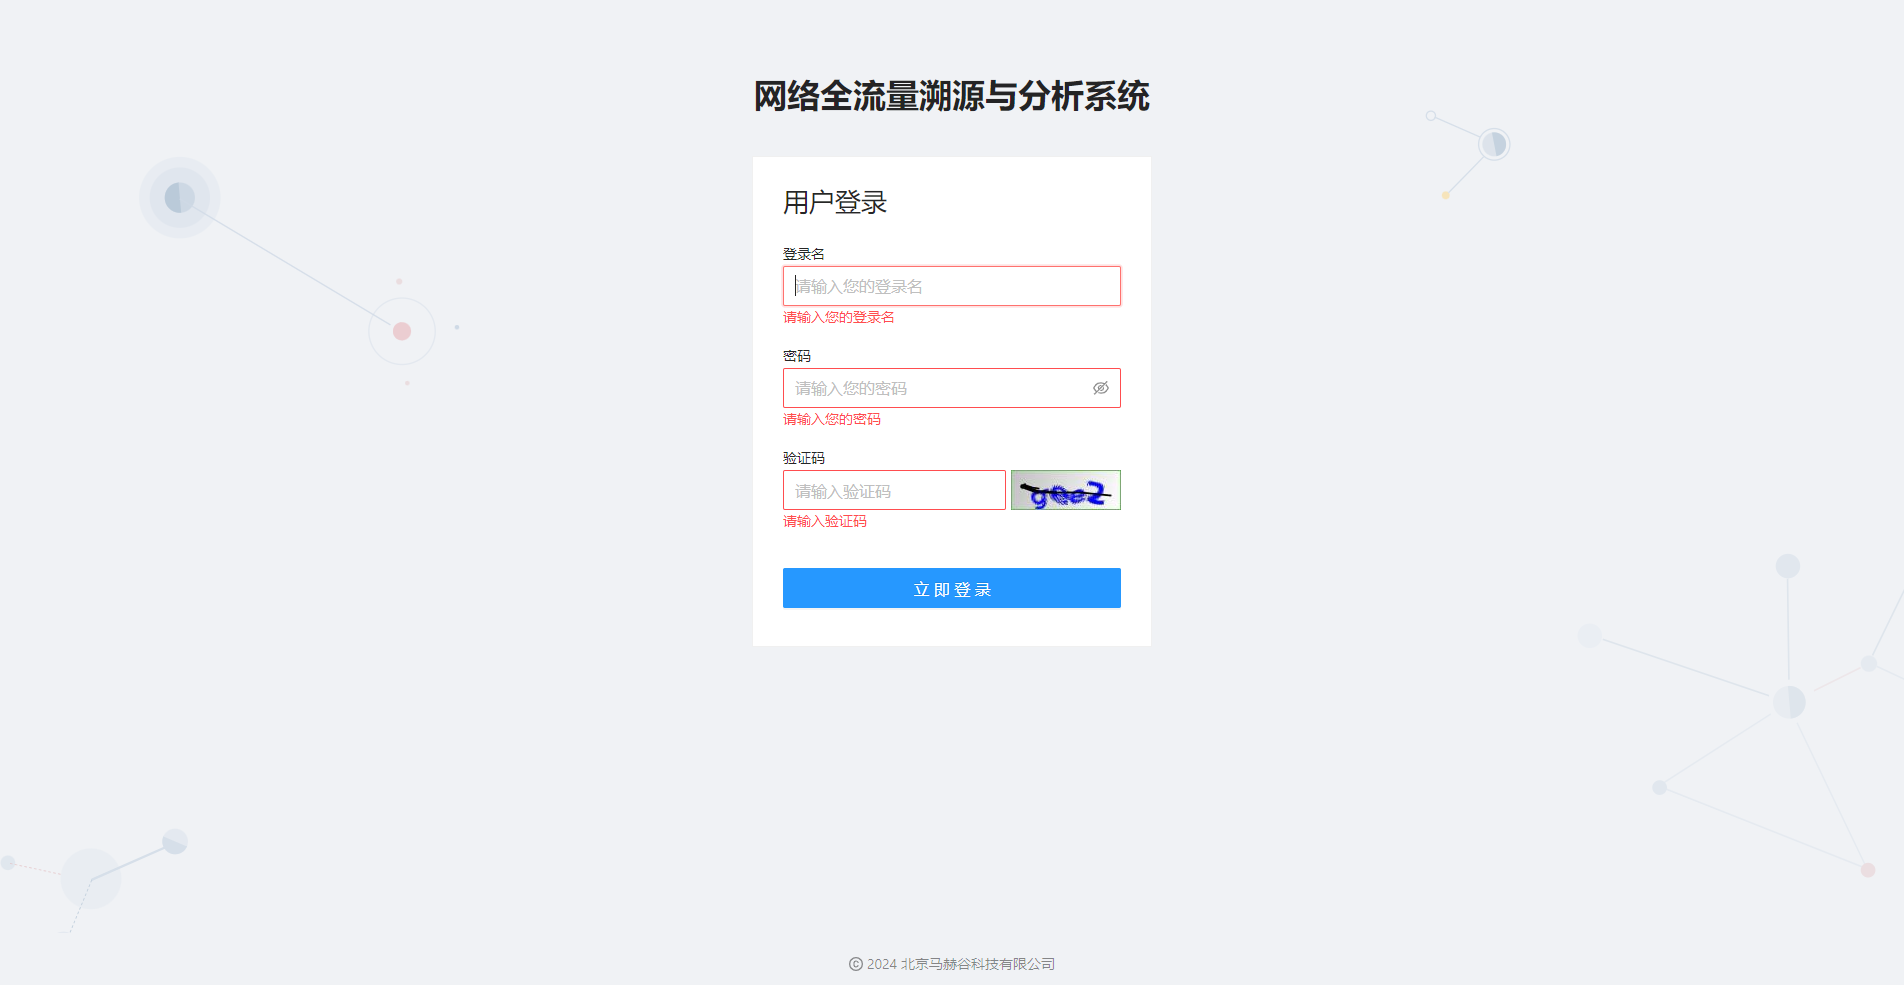 网络全流量溯源与分析系统
用户登录
登录名
请输入您的登录名
请输入您的登录名
密码
请输入您的密码
请输入您的密码
验证码
请输入验证码
gee2
请输入验证码
立即登录
© 2024 北京马赫谷科技有限公司